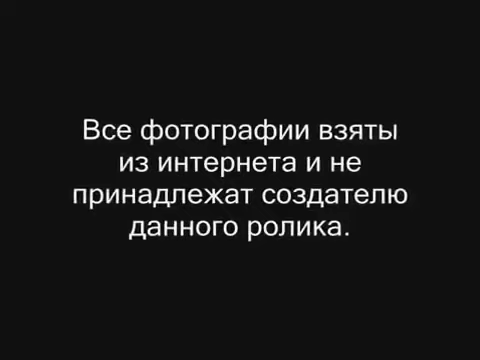 Все фотографии взяты
из интернета и не
принадлежат создателю
данного ролика.